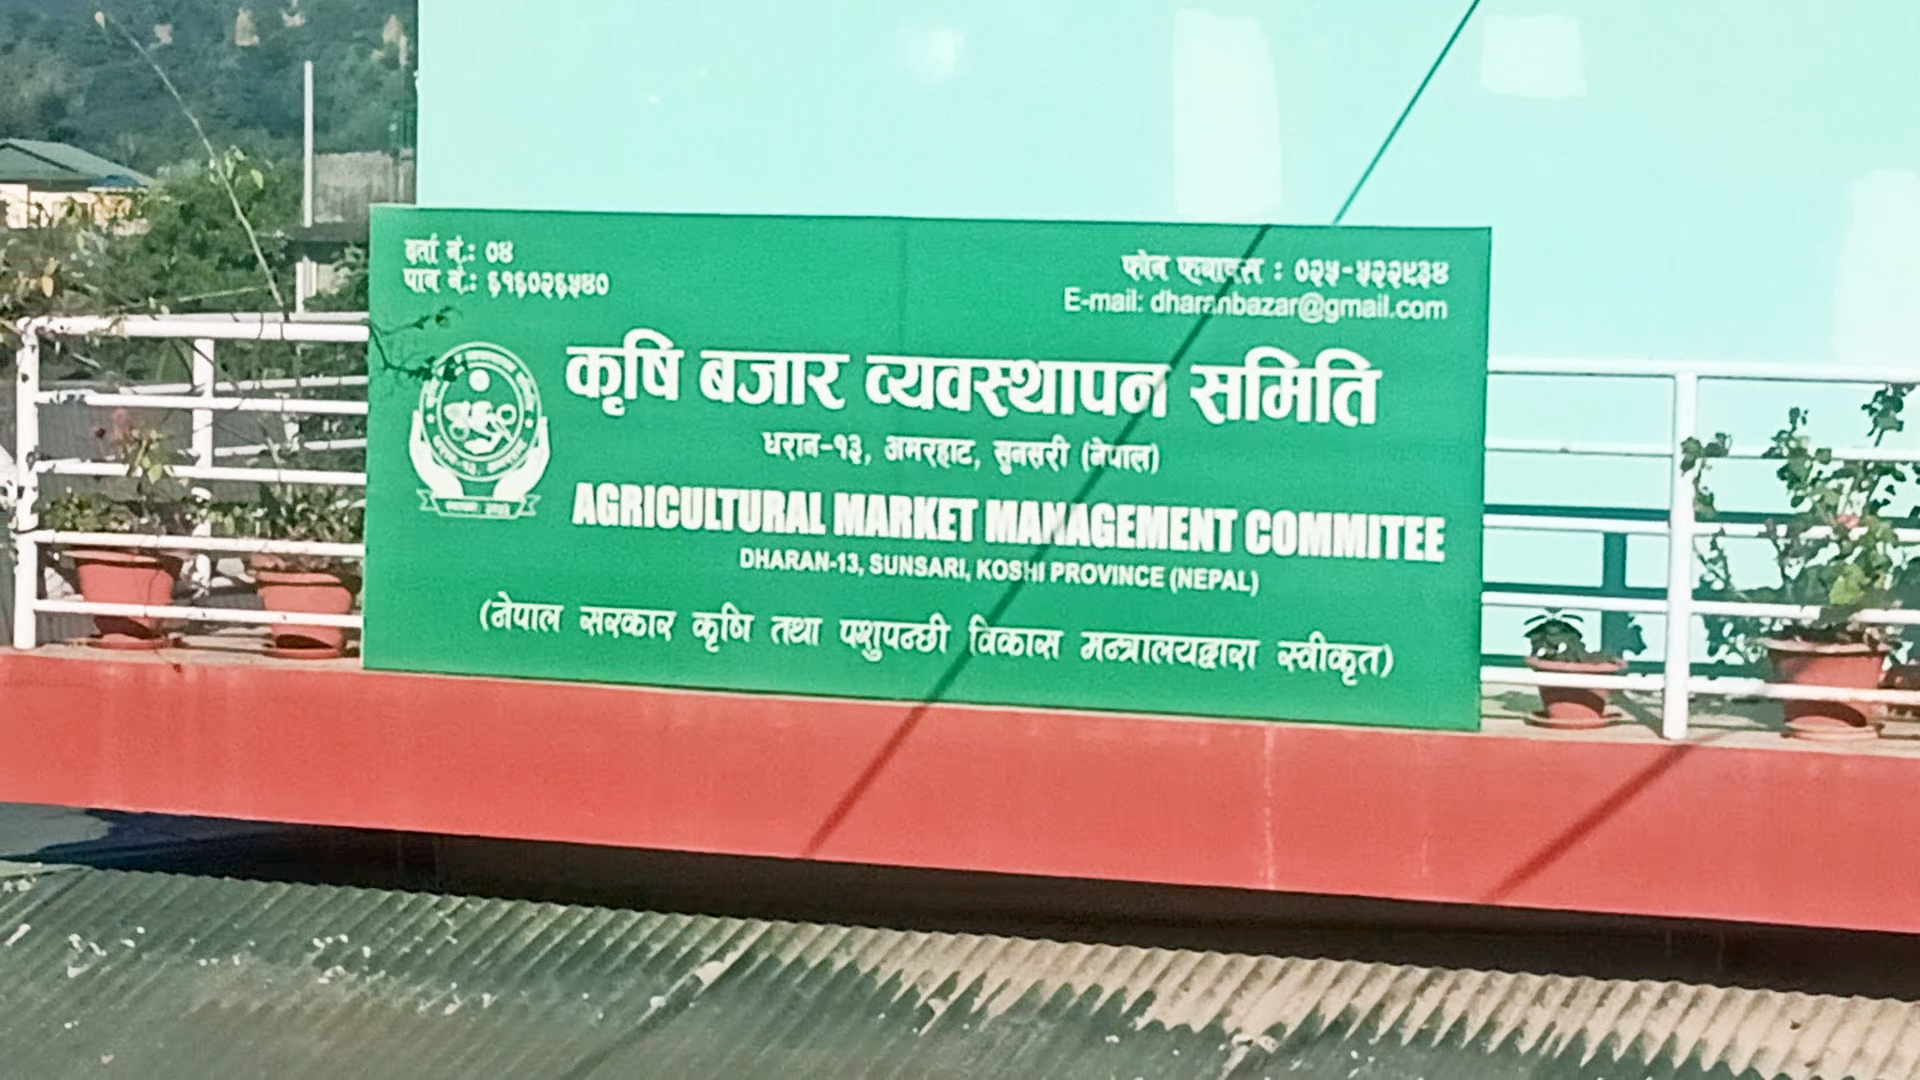 दर्ता नं.: ०४
पान नं.: ६१६०२६५४०
फोन फ्याक्स : ०२५-५२२९३४
E-mail: dharanbazar@gmail.com
कृषि बजार व्यवस्थापन समिति
धरान-१३, अमरहाट, सुनसरी (नेपाल)
AGRICULTURAL MARKET MANAGEMENT COMMITEE
DHARAN-13, SUNSARI, KOSHI PROVINCE (NEPAL)
(नेपाल सरकार कृषि तथा पशुपन्छी विकास मन्त्रालयद्वारा स्वीकृत)